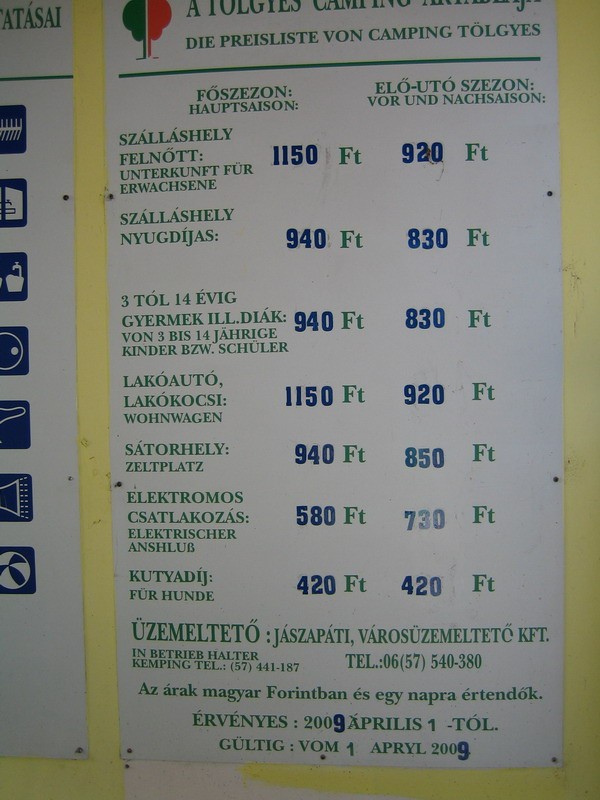 TATÁSAI
A TÖLGYES CAMPING ÁRTÁBLÁJA
DIE PREISLISTE VON CAMPING TÖLGYES
FŐSZEZON: ELŐ-UTÓ SZEZON:
HAUPTSAISON: VOR UND NACHSAISON:
SZÁLLÁSHELY
FELNŐTT: 1150 Ft 920 Ft
UNTERKUNFT FÜR
ERWACHSENE
SZÁLLÁSHELY
NYUGDÍJAS: 940 Ft 830 Ft
3 TÓL 14 ÉVIG
GYERMEK ILL.DIÁK: 940 Ft 830 Ft
VON 3 BIS 14 JÄHRIGE
KINDER BZW. SCHÜLER
LAKÓAUTÓ,
LAKÓKOCSI: 1150 Ft 920 Ft
WOHNWAGEN
SÁTORHELY: 940 Ft 850 Ft
ZELTPLATZ
ELEKTROMOS
CSATLAKOZÁS: 580 Ft 730 Ft
ELEKTRISCHER
ANSHLUß
KUTYADÍJ: 420 Ft 420 Ft
FÜR HUNDE
ÜZEMELTETŐ : JÁSZAPÁTI, VÁROSÜZEMELTETŐ KFT.
IN BETRIEB HALTER
KEMPING TEL.: (57) 441-187 TEL.:06(57) 540-380
Az árak magyar Forintban és egy napra értendők.
ÉRVÉNYES : 2009 ÁPRILIS 1 -TÓL.
GÜLTIG : VOM 1 APRYL 2009